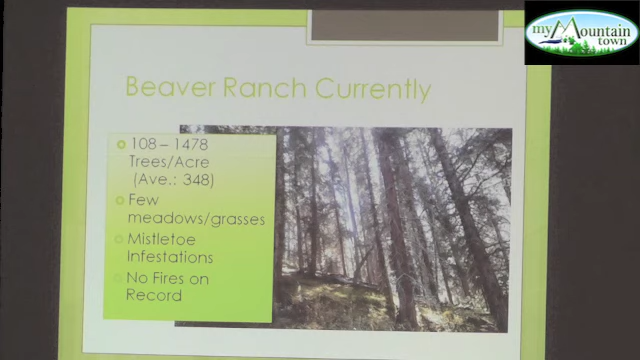 my Mountain
town
Beaver Ranch Currently
108 – 1478
Trees/Acre
(Ave.: 348)
Few
meadows/grasses
Mistletoe
Infestations
No Fires on
Record